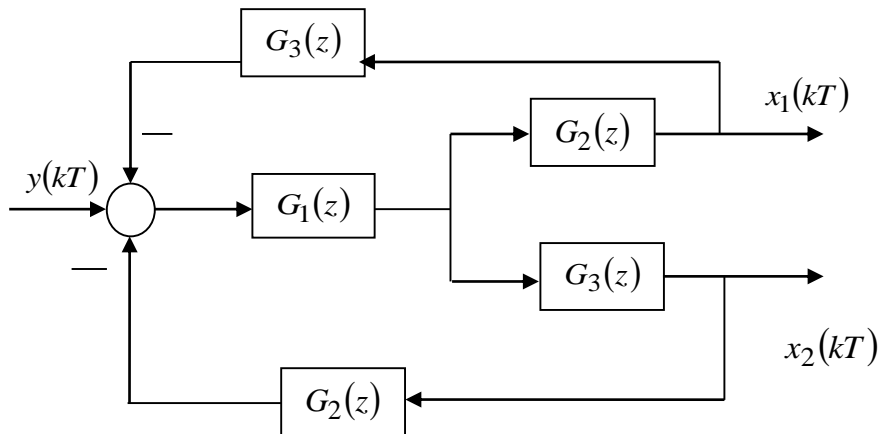 G₃(z)
x₁(kT)
G₂(z)
y(kT)
G₁(z)
G₃(z)
x₂(kT)
G₂(z)